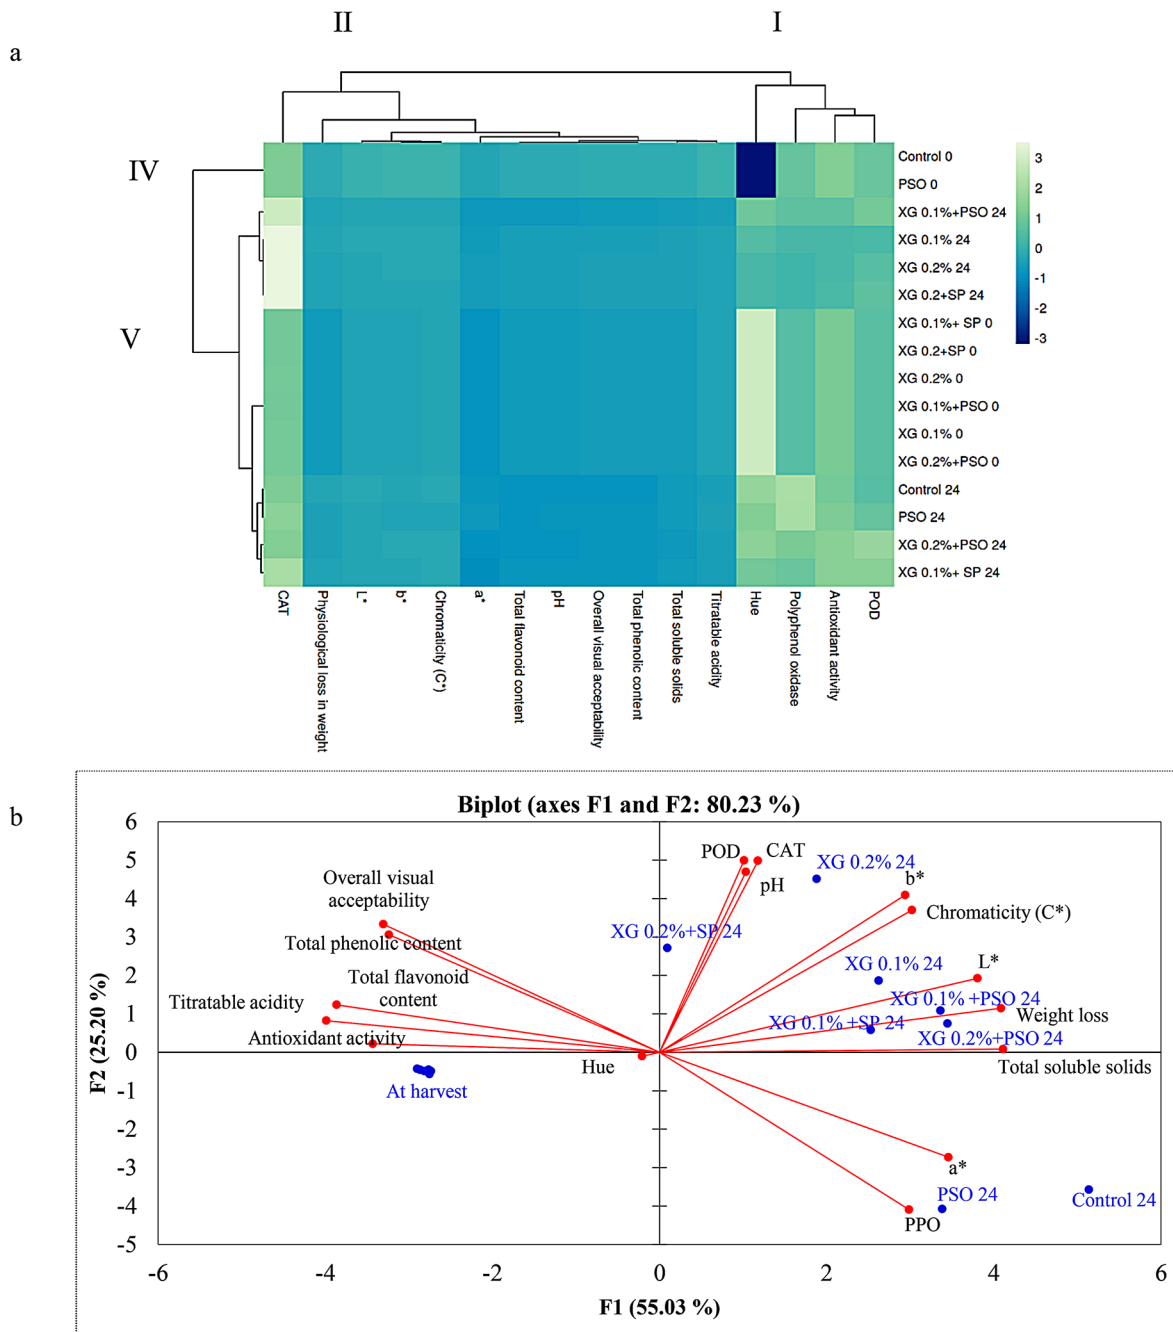 II
I
a
IV
V
Control 0
PSO 0
XG 0.1%+PSO 24
XG 0.1% 24
XG 0.2% 24
XG 0.2+SP 24
XG 0.1%+ SP 0
XG 0.2+SP 0
XG 0.2% 0
XG 0.1%+PSO 0
XG 0.1% 0
XG 0.2%+PSO 0
Control 24
PSO 24
XG 0.2%+PSO 24
XG 0.1%+ SP 24
3
2
1
0
-1
-2
-3
CAT
Physiological loss in weight
L*
b*
Chromaticity (C*)
a*
Total flavonoid content
pH
Overall visual acceptability
Total phenolic content
Total soluble solids
Titratable acidity
Hue
Polyphenol oxidase
Antioxidant activity
POD
b
Biplot (axes F1 and F2: 80.23 %)
6
5
4
3
2
1
0
-1
-2
-3
-4
-5
F2 (25.20 %)
POD
CAT
pH
XG 0.2% 24
b*
Chromaticity (C*)
Overall visual
acceptability
Total phenolic content
XG 0.2%+SP 24
Total flavonoid
content
Titratable acidity
Antioxidant activity
XG 0.1% 24
L*
XG 0.1% +PSO 24
Weight loss
XG 0.1% +SP 24
XG 0.2%+PSO 24
Total soluble solids
Hue
At harvest
a*
PSO 24
Control 24
PPO
-6
-4
-2
0
2
4
6
F1 (55.03 %)